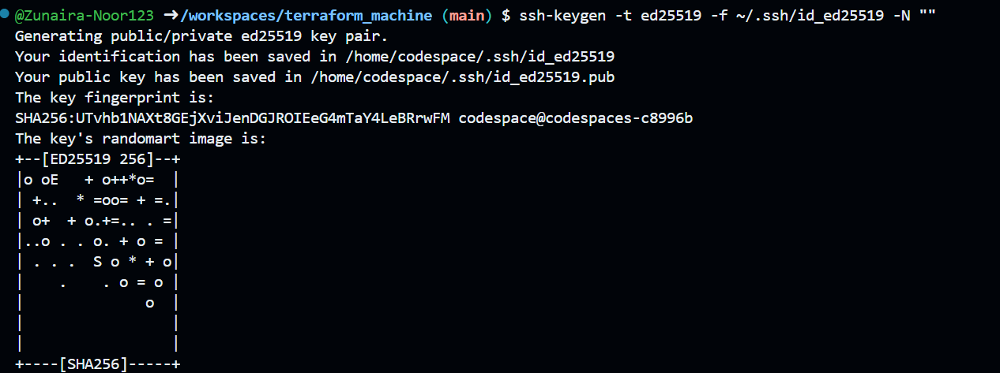 @Zunaira-Noor123 ➜ /workspaces/terraform_machine (main) $ ssh-keygen -t ed25519 -f ~/.ssh/id_ed25519 -N ""
Generating public/private ed25519 key pair.
Your identification has been saved in /home/codespace/.ssh/id_ed25519
Your public key has been saved in /home/codespace/.ssh/id_ed25519.pub
The key fingerprint is:
SHA256:UTvhb1NAXt8GEjXviJenDGJROIEeG4mTaY4LeBRrwFM codespace@codespaces-c8996b
The key's randomart image is:
+--[ED25519 256]--+
|o oE   + o++*o=  |
| +..  * =oo= + =.|
| o+  + o.+=.. . =|
|..o . . o. + o = |
| . . .  S o * + o|
|    .    . o = o |
|              o  |
|                 |
|                 |
+----[SHA256]-----+